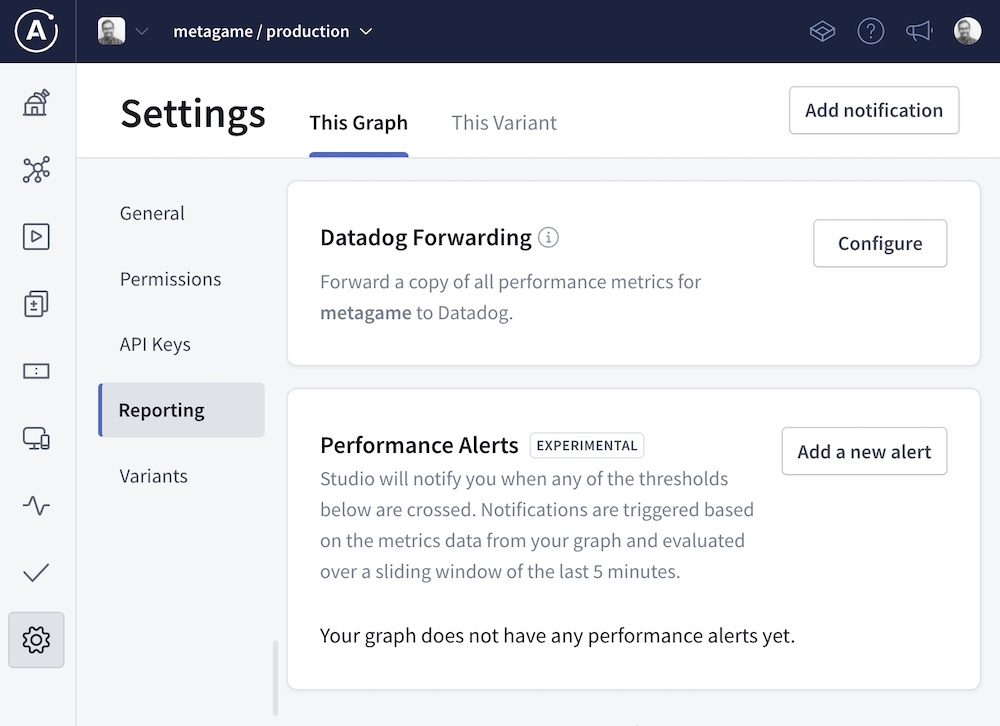 A
metagame / production
?
Settings
This Graph
This Variant
Add notification
General
Permissions
API Keys
Reporting
Variants
Datadog Forwarding
Configure
Forward a copy of all performance metrics for
metagame to Datadog.
Performance Alerts EXPERIMENTAL
Add a new alert
Studio will notify you when any of the thresholds
below are crossed. Notifications are triggered based
on the metrics data from your graph and evaluated
over a sliding window of the last 5 minutes.
Your graph does not have any performance alerts yet.